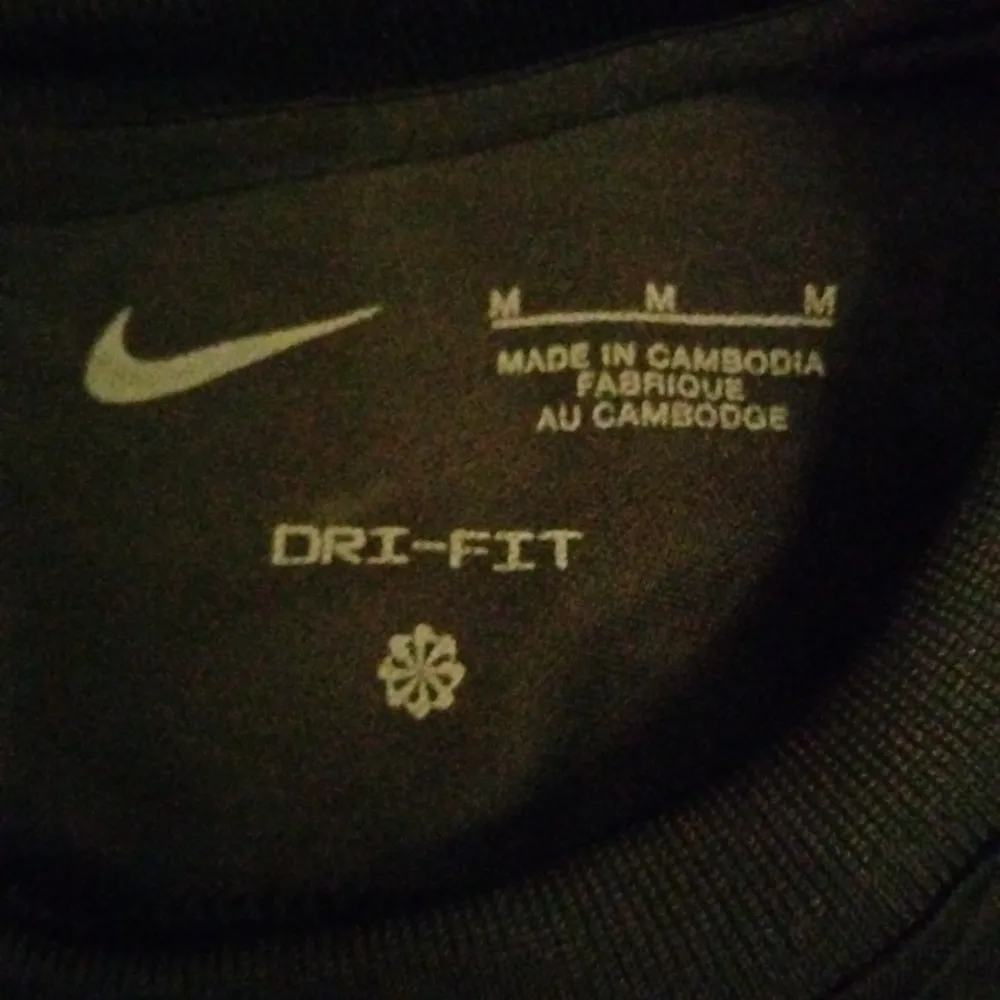 M M M
MADE IN CAMBODIA
FABRIQUE
AU CAMBODGE
DRI-FIT